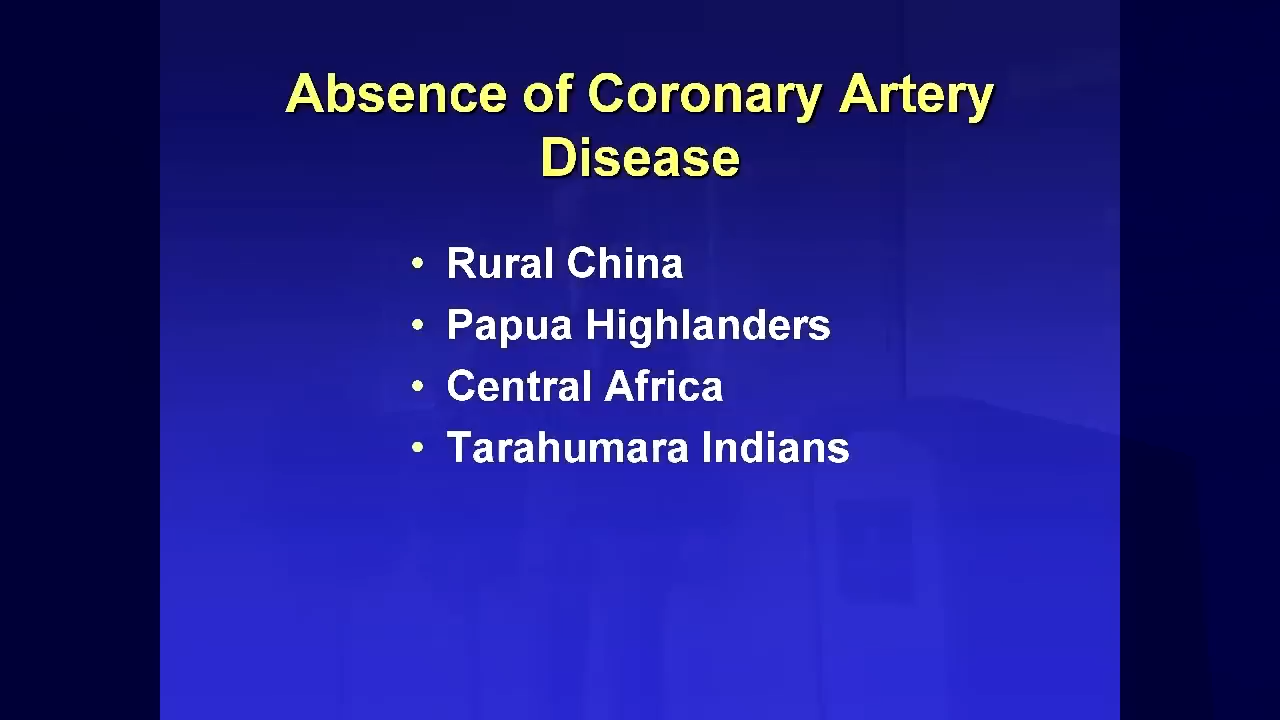 Absence of Coronary Artery
Disease
• Rural China
• Papua Highlanders
• Central Africa
• Tarahumara Indians